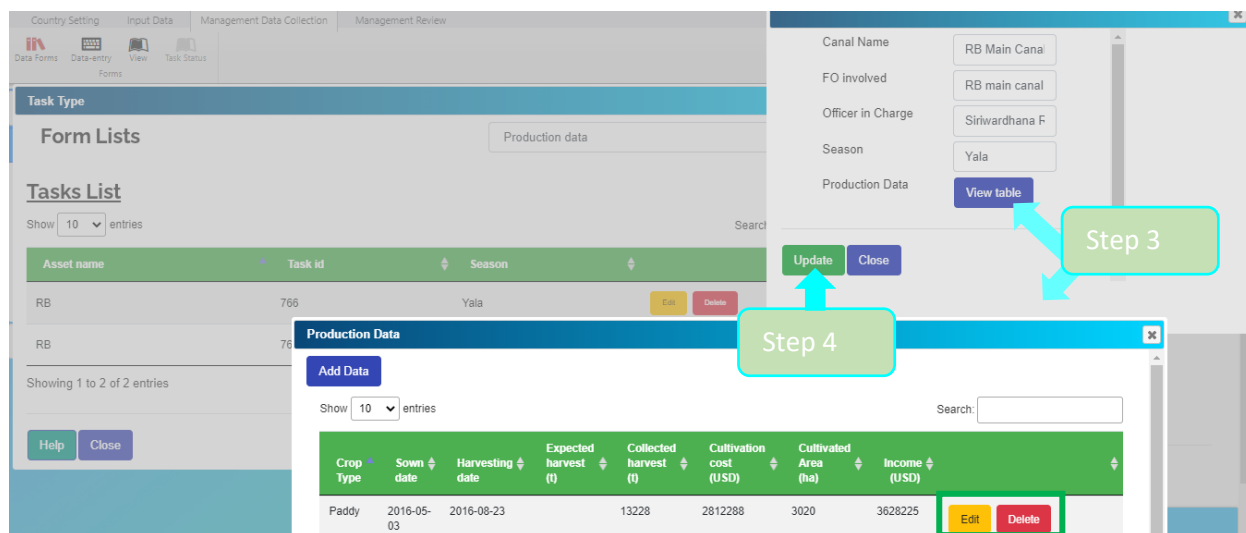 Country Setting Input Data Management Data Collection Management Review
Data Forms Data-entry View Task Status
Forms
Task Type
Form Lists
Production data
Tasks List
Show 10 entries
Search
Asset name Task id Season
RB 766 Yala Edit Delete
RB 76
Showing 1 to 2 of 2 entries
Help Close
Canal Name RB Main Canal
FO involved RB main canal
Officer in Charge Siriwardhana R
Season Yala
Production Data View table
Step 3
Update Close
Step 4
Production Data
Add Data
Show 10 entries
Search:
Crop Type Sown date Harvesting date Expected harvest (t) Collected harvest (t) Cultivation cost (USD) Cultivated Area (ha) Income (USD)
Paddy 2016-05-03 2016-08-23 13228 2812288 3020 3628225 Edit Delete